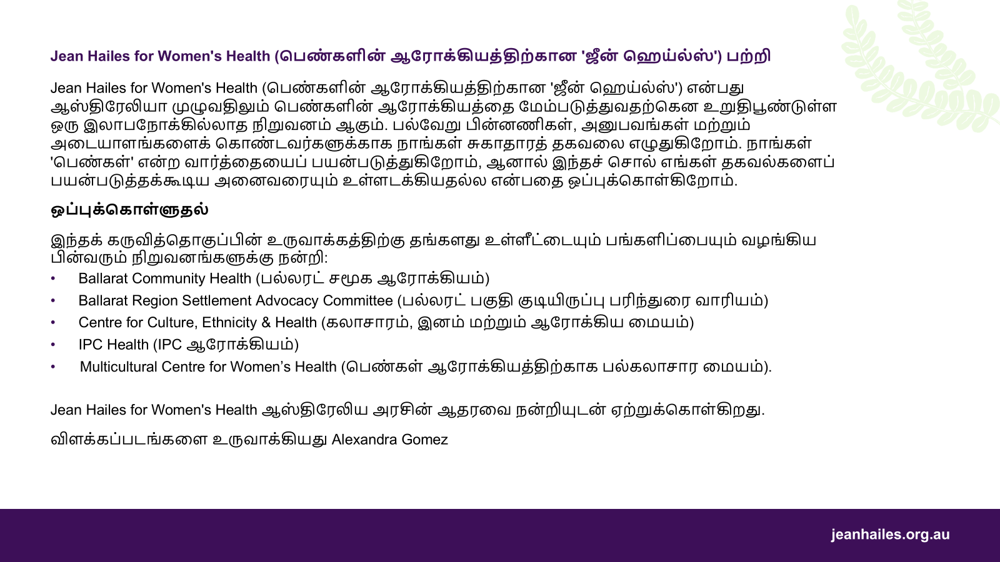 Jean Hailes for Women's Health (பெண்களின் ஆரோக்கியத்திற்கான 'ஜீன் ஹெய்ல்ஸ்') பற்றி
Jean Hailes for Women's Health (பெண்களின் ஆரோக்கியத்திற்கான 'ஜீன் ஹெய்ல்ஸ்') என்பது
ஆஸ்திரேலியா முழுவதிலும் பெண்களின் ஆரோக்கியத்தை மேம்படுத்துவதற்கென உறுதிபூண்டுள்ள
ஒரு இலாபநோக்கில்லாத நிறுவனம் ஆகும். பல்வேறு பின்னணிகள், அனுபவங்கள் மற்றும்
அடையாளங்களைக் கொண்டவர்களுக்காக நாங்கள் சுகாதாரத் தகவலை எழுதுகிறோம். நாங்கள்
'பெண்கள்' என்ற வார்த்தையைப் பயன்படுத்துகிறோம், ஆனால் இந்தச் சொல் எங்கள் தகவல்களைப்
பயன்படுத்தக்கூடிய அனைவரையும் உள்ளடக்கியதல்ல என்பதை ஒப்புக்கொள்கிறோம்.
ஒப்புக்கொள்ளுதல்
இந்தக் கருவித்தொகுப்பின் உருவாக்கத்திற்கு தங்களது உள்ளீட்டையும் பங்களிப்பையும் வழங்கிய
பின்வரும் நிறுவனங்களுக்கு நன்றி:
• Ballarat Community Health (பல்லரட் சமூக ஆரோக்கியம்)
• Ballarat Region Settlement Advocacy Committee (பல்லரட் பகுதி குடியிருப்பு பரிந்துரை வாரியம்)
• Centre for Culture, Ethnicity & Health (கலாசாரம், இனம் மற்றும் ஆரோக்கிய மையம்)
• IPC Health (IPC ஆரோக்கியம்)
• Multicultural Centre for Women’s Health (பெண்கள் ஆரோக்கியத்திற்காக பல்கலாசார மையம்).
Jean Hailes for Women's Health ஆஸ்திரேலிய அரசின் ஆதரவை நன்றியுடன் ஏற்றுக்கொள்கிறது.
விளக்கப்படங்களை உருவாக்கியது Alexandra Gomez
jeanhailes.org.au